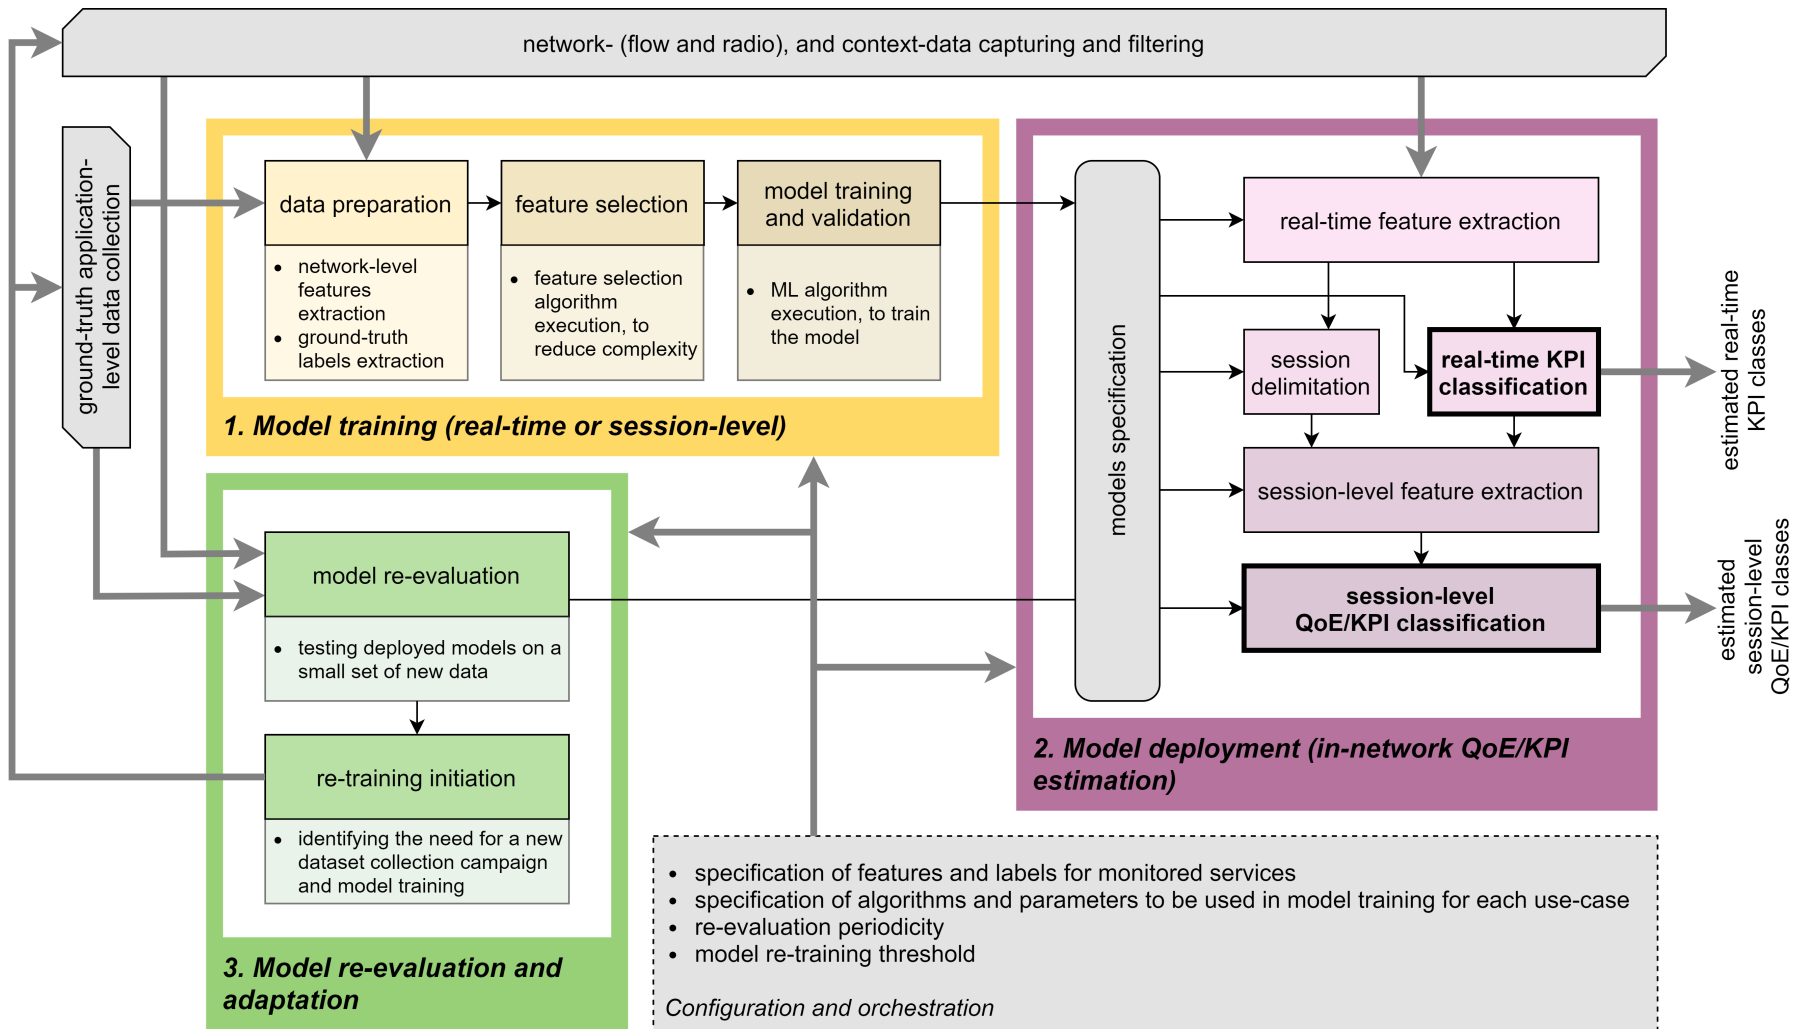 network- (flow and radio), and context-data capturing and filtering
ground-truth application-
level data collection
data preparation
• network-level
features
extraction
• ground-truth
labels extraction
feature selection
• feature selection
algorithm
execution, to
reduce complexity
model training
and validation
• ML algorithm
execution, to train
the model
1. Model training (real-time or session-level)
models specification
real-time feature extraction
session
delimitation
real-time KPI
classification
session-level feature extraction
session-level
QoE/KPI classification
2. Model deployment (in-network QoE/KPI
estimation)
estimated real-time
KPI classes
estimated
session-level
QoE/KPI classes
model re-evaluation
• testing deployed models on a
small set of new data
re-training initiation
• identifying the need for a new
dataset collection campaign
and model training
3. Model re-evaluation and
adaptation
• specification of features and labels for monitored services
• specification of algorithms and parameters to be used in model training for each use-case
• re-evaluation periodicity
• model re-training threshold
Configuration and orchestration